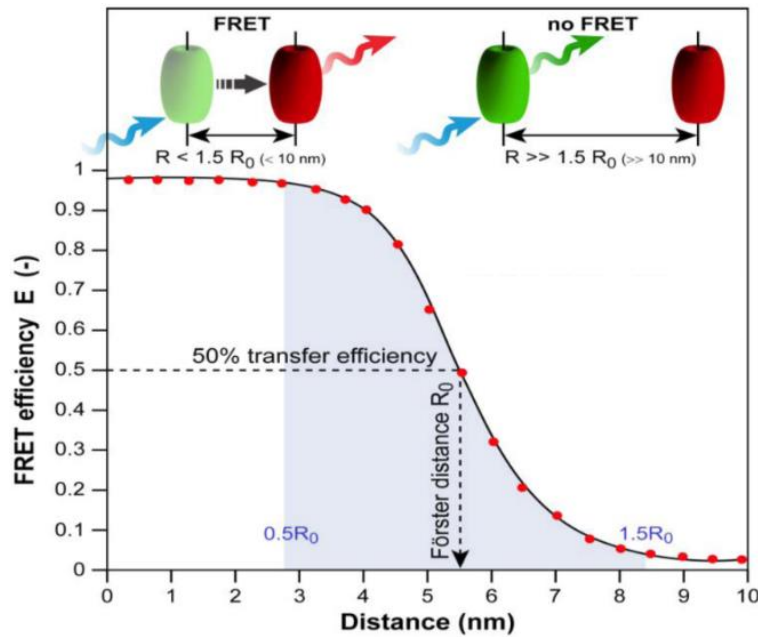 FRET
no FRET
R < 1.5 R0 (< 10 nm)
R >> 1.5 R0 (>> 10 nm)
FRET efficiency E (-)
1
0.9
0.8
0.7
0.6
0.5
0.4
0.3
0.2
0.1
0
50% transfer efficiency
Förster distance R0
0.5R0
1.5R0
0 1 2 3 4 5 6 7 8 9 10
Distance (nm)